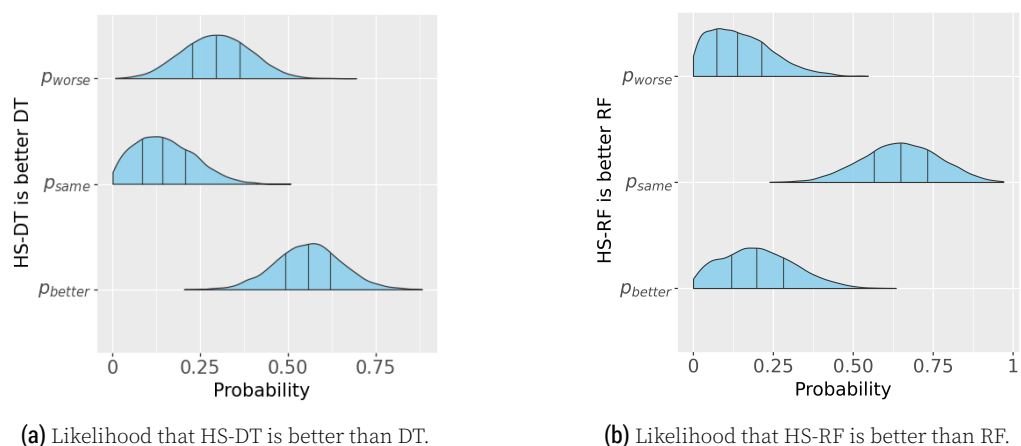 HS-DT is better DT
p_worse
p_same
p_better
0 0.25 0.50 0.75
Probability
(a) Likelihood that HS-DT is better than DT.
HS-RF is better RF
p_worse
p_same
p_better
0 0.25 0.50 0.75 1
Probability
(b) Likelihood that HS-RF is better than RF.